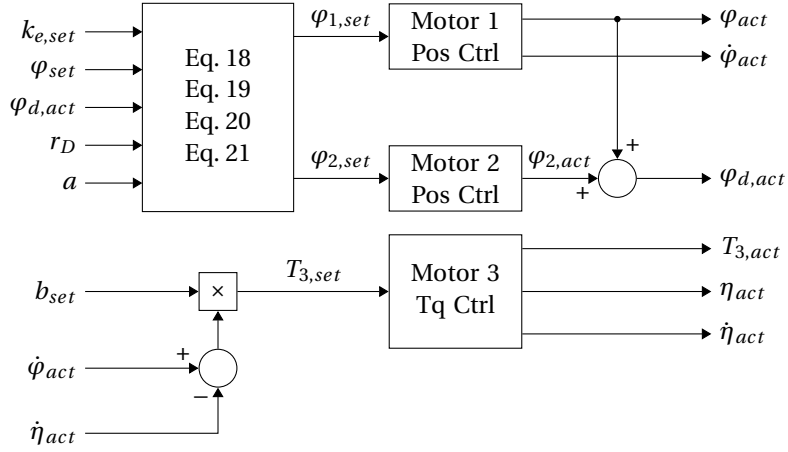 k_{e,set}
φ_{set}
φ_{d,act}
r_D
a
Eq. 18
Eq. 19
Eq. 20
Eq. 21
φ_{1,set}
φ_{2,set}
Motor 1
Pos Ctrl
Motor 2
Pos Ctrl
φ_{2,act}
+
+
φ_{act}
φ̇_{act}
φ_{d,act}
b_{set}
×
φ̇_{act}
+
−
η̇_{act}
T_{3,set}
Motor 3
Tq Ctrl
T_{3,act}
η_{act}
η̇_{act}